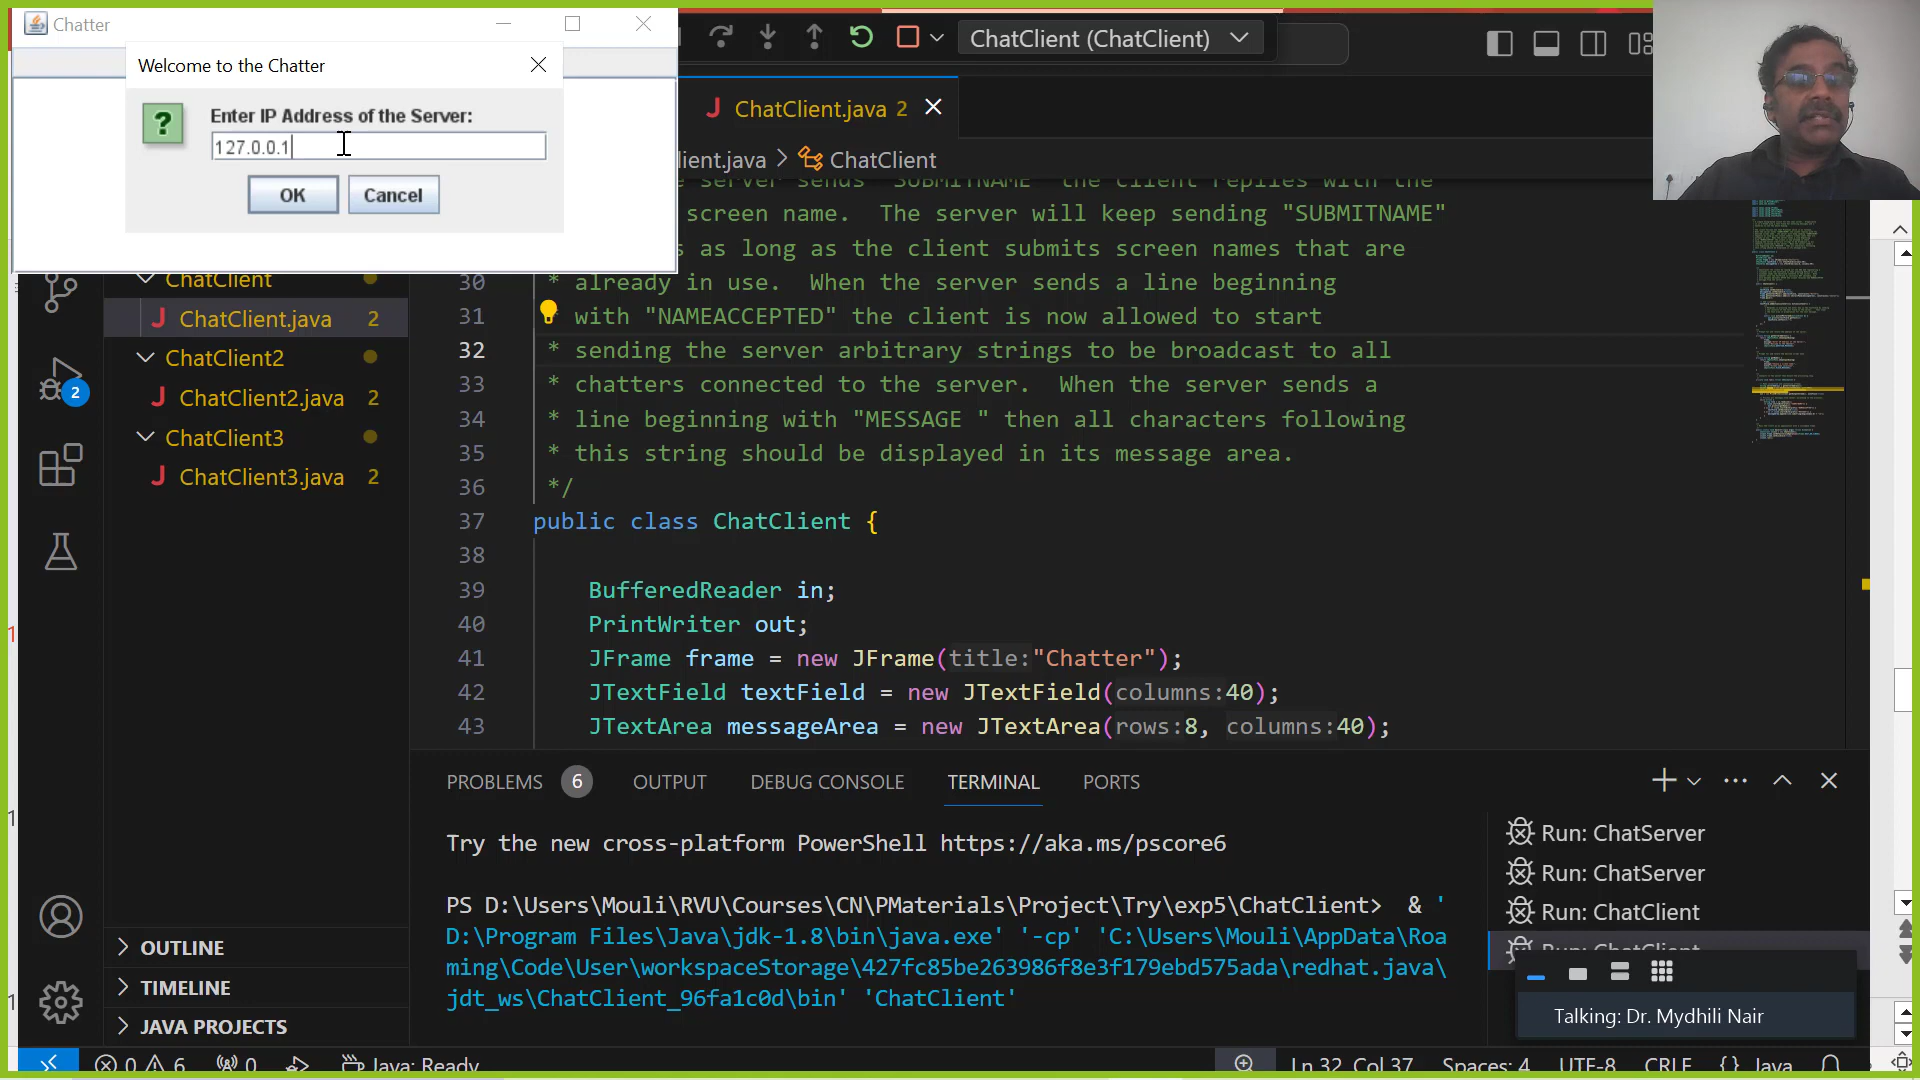 Chatter
Welcome to the Chatter
Enter IP Address of the Server:
127.0.0.1
OK
Cancel
ChatClient (ChatClient)
ChatClient.java 2
ient.java > ChatClient
screen name.  The server will keep sending "SUBMITNAME"
s as long as the client submits screen names that are
30 * already in use.  When the server sends a line beginning
31 with "NAMEACCEPTED" the client is now allowed to start
32 * sending the server arbitrary strings to be broadcast to all
33 * chatters connected to the server.  When the server sends a
34 * line beginning with "MESSAGE " then all characters following
35 * this string should be displayed in its message area.
36 */
37 public class ChatClient {
38
39 BufferedReader in;
40 PrintWriter out;
41 JFrame frame = new JFrame(title:"Chatter");
42 JTextField textField = new JTextField(columns:40);
43 JTextArea messageArea = new JTextArea(rows:8, columns:40);
ChatClient
ChatClient.java 2
ChatClient2
ChatClient2.java 2
ChatClient3
ChatClient3.java 2
2
OUTLINE
TIMELINE
JAVA PROJECTS
PROBLEMS 6 OUTPUT DEBUG CONSOLE TERMINAL PORTS
Try the new cross-platform PowerShell https://aka.ms/pscore6
PS D:\Users\Mouli\RVU\Courses\CN\PMaterials\Project\Try\exp5\ChatClient>  & '
D:\Program Files\Java\jdk-1.8\bin\java.exe' '-cp' 'C:\Users\Mouli\AppData\Roa
ming\Code\User\workspaceStorage\427fc85be263986f8e3f179ebd575ada\redhat.java\
jdt_ws\ChatClient_96fa1c0d\bin' 'ChatClient'
Run: ChatServer
Run: ChatServer
Run: ChatClient
Run: ChatClient
Talking: Dr. Mydhili Nair
0 6 0 Java: Ready
Ln 32, Col 37 Spaces: 4 UTF-8 CRLF {} Java